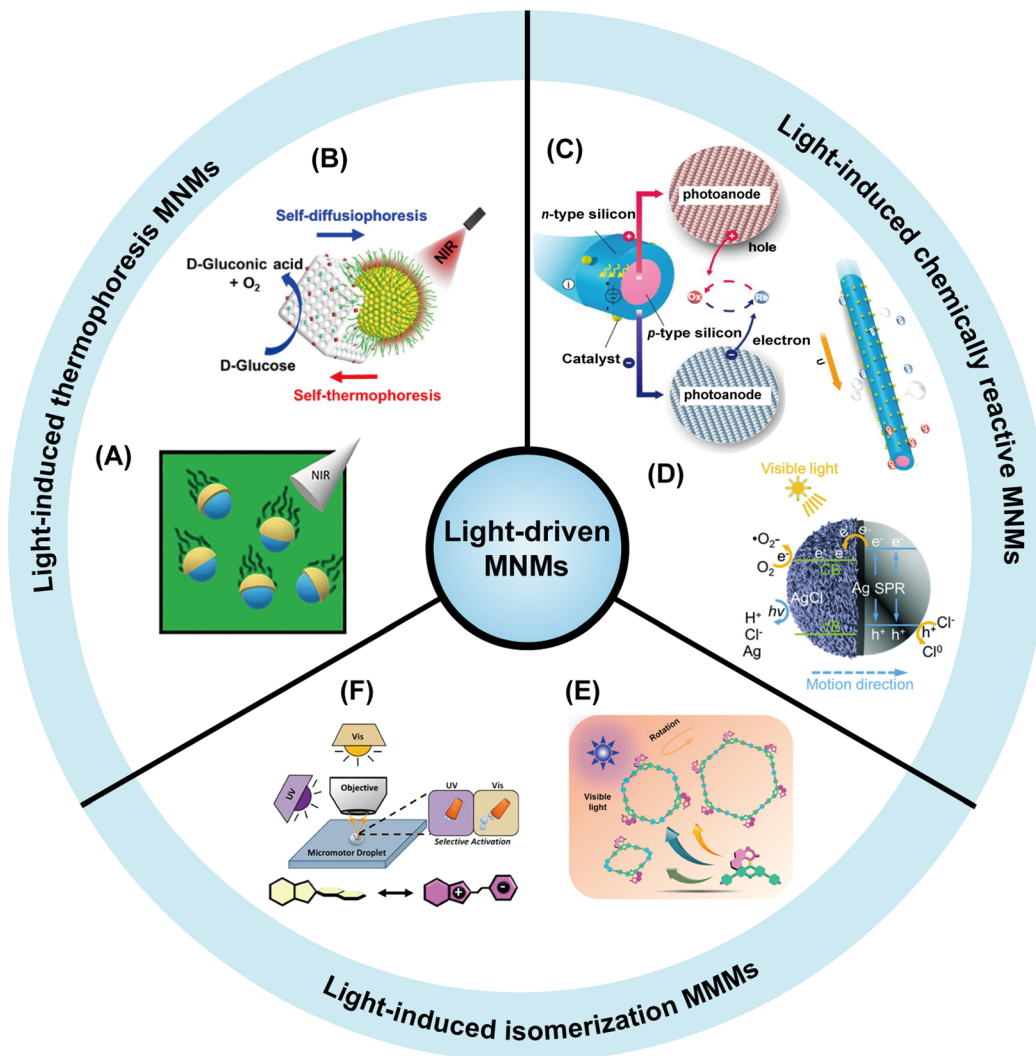 Light-induced thermophoresis MNMs
Light-induced chemically reactive MNMs
Light-induced isomerization MMMs
Light-driven
MNMs
(A)
NIR
(B)
Self-diffusiophoresis
NIR
D-Gluconic acid
+ O₂
D-Glucose
Self-thermophoresis
(C)
photoanode
n-type silicon
+
+
hole
i
Ox
Re
p-type silicon
Catalyst
electron
-
-
photoanode
U
(D)
Visible light
•O₂-
e-
O₂
e-
e-
e-
e-
e-
e-
CB
AgCl
Ag SPR
hv
H⁺
Cl-
Ag
VB
h⁺
h⁺
h⁺
Cl-
Cl⁰
Motion direction
(E)
Rotation
Visible
light
(F)
Vis
UV
Objective
UV
Vis
Selective Activation
Micromotor Droplet
+
-